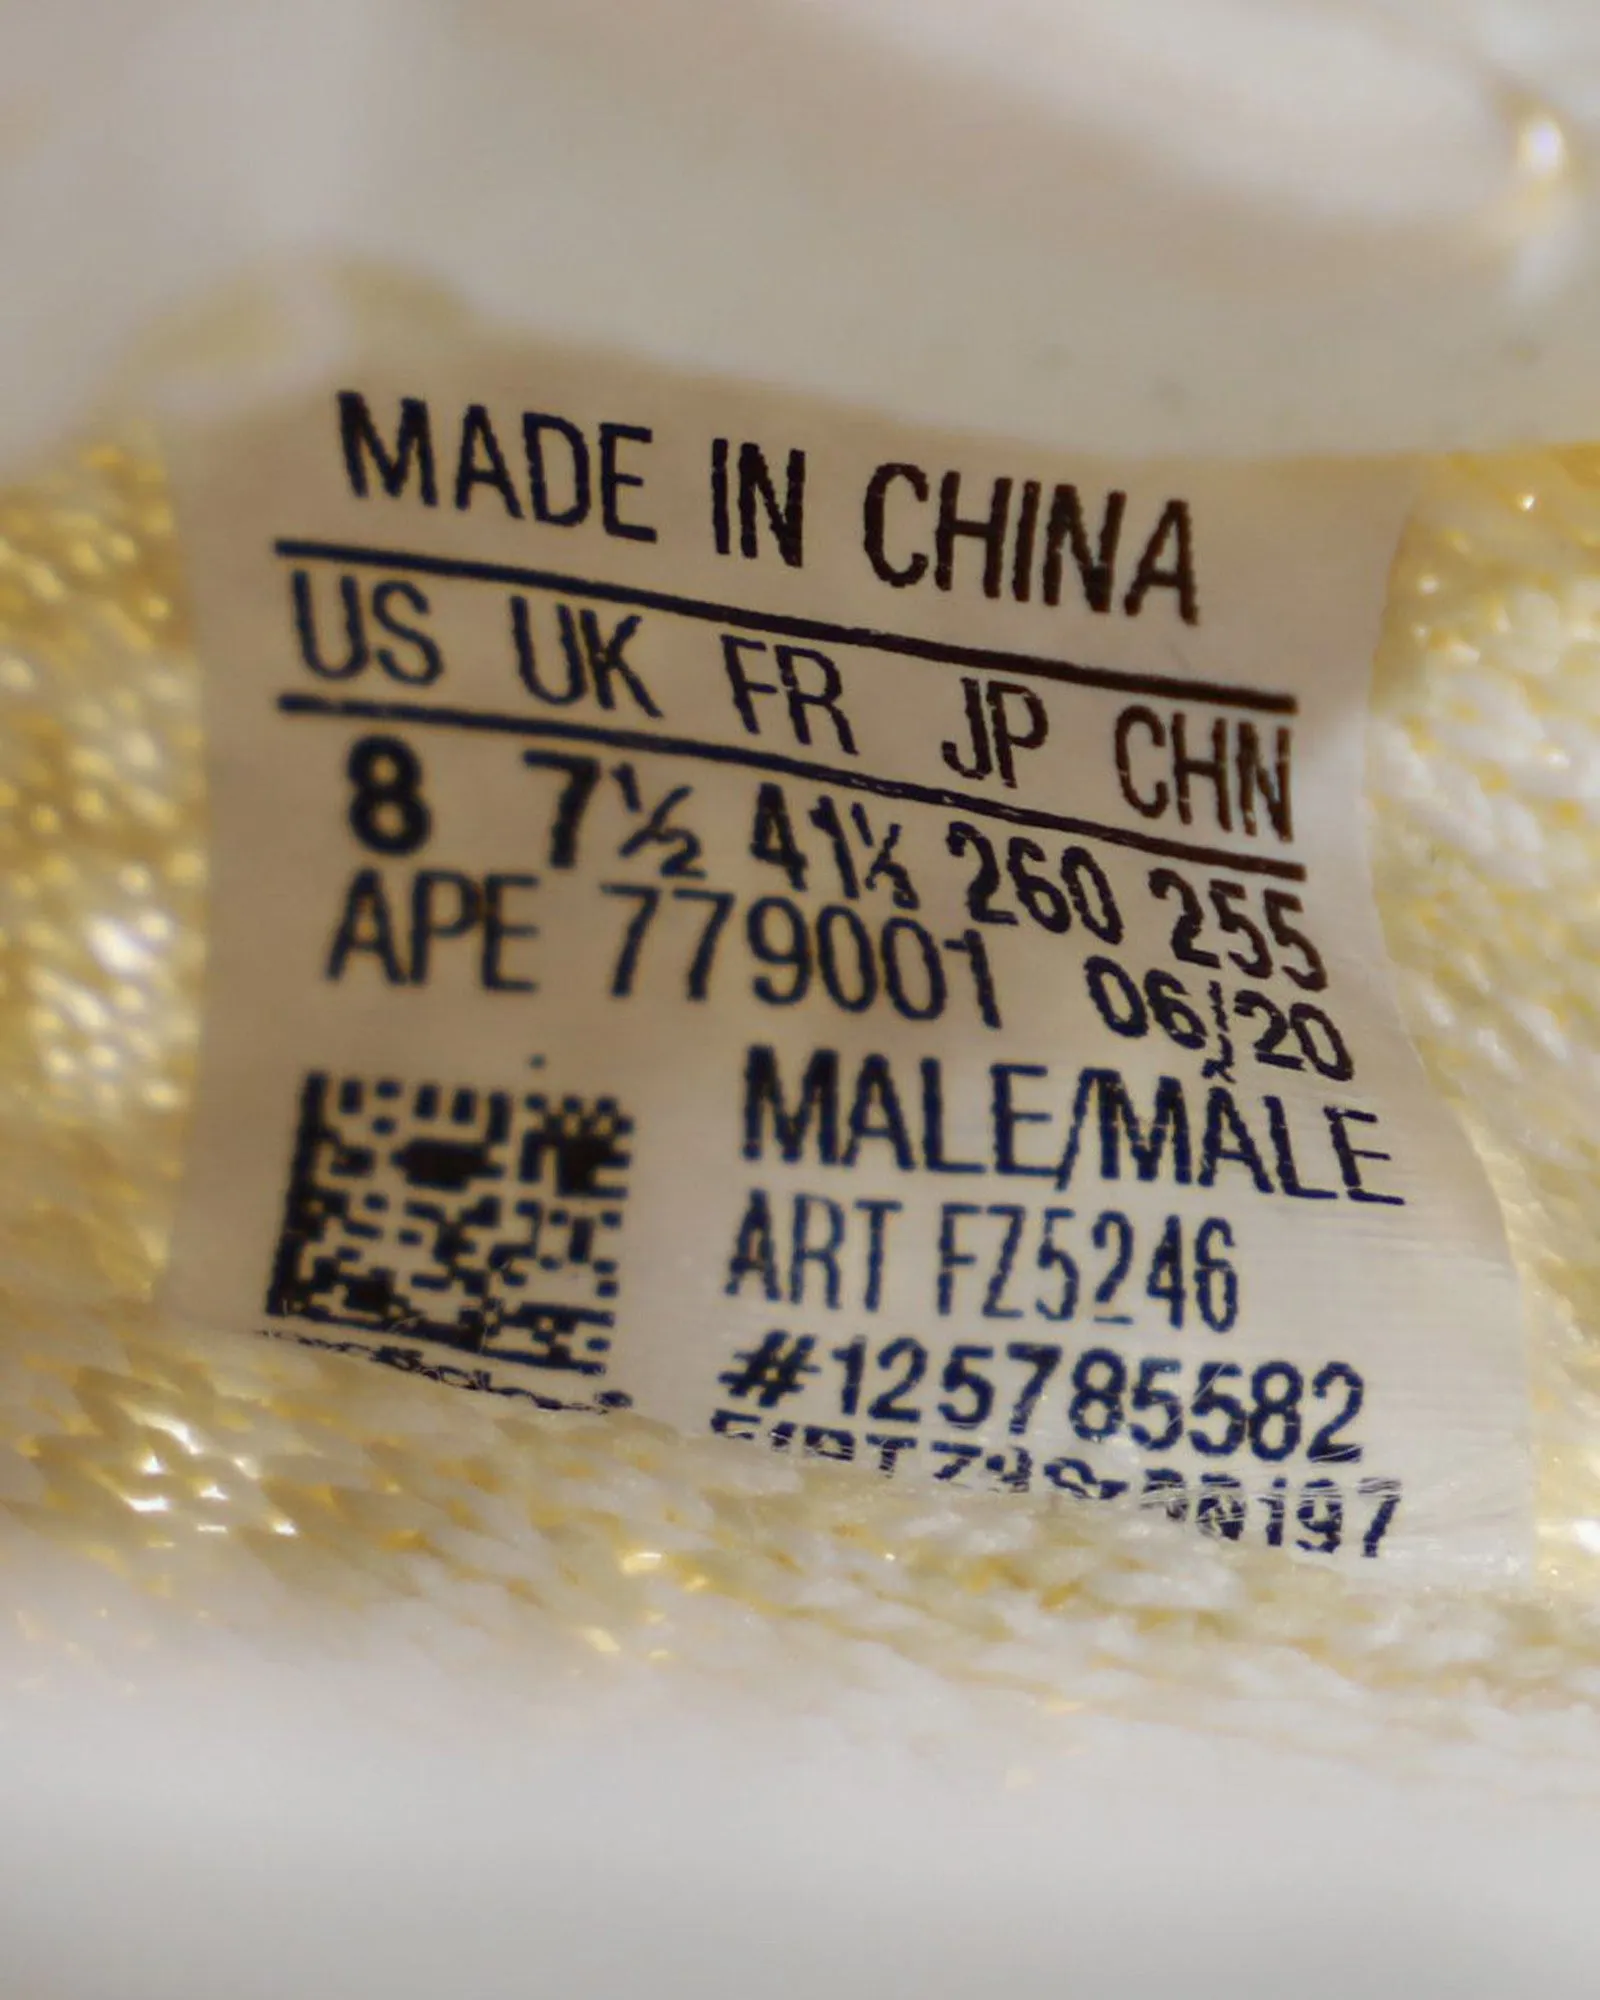 MADE IN CHINA
US UK FR JP CHN
8 7½ 41⅓ 260 255
APE 779001 06/20
MALE/MÂLE
ART FZ5246
#125785582